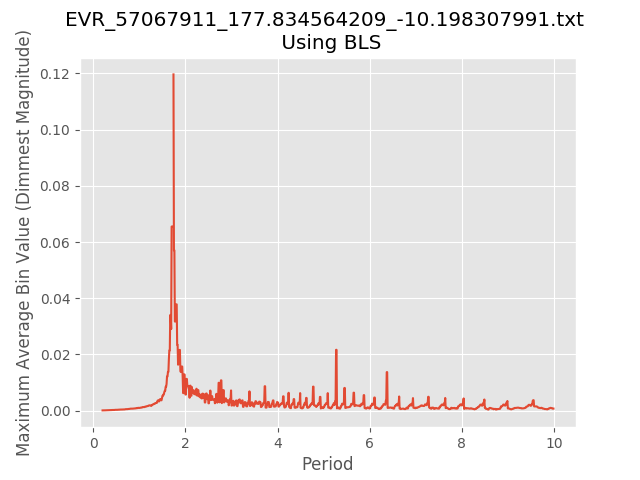 EVR_57067911_177.834564209_-10.198307991.txt
Using BLS
Maximum Average Bin Value (Dimmest Magnitude)
0.12
0.10
0.08
0.06
0.04
0.02
0.00
0 2 4 6 8 10
Period